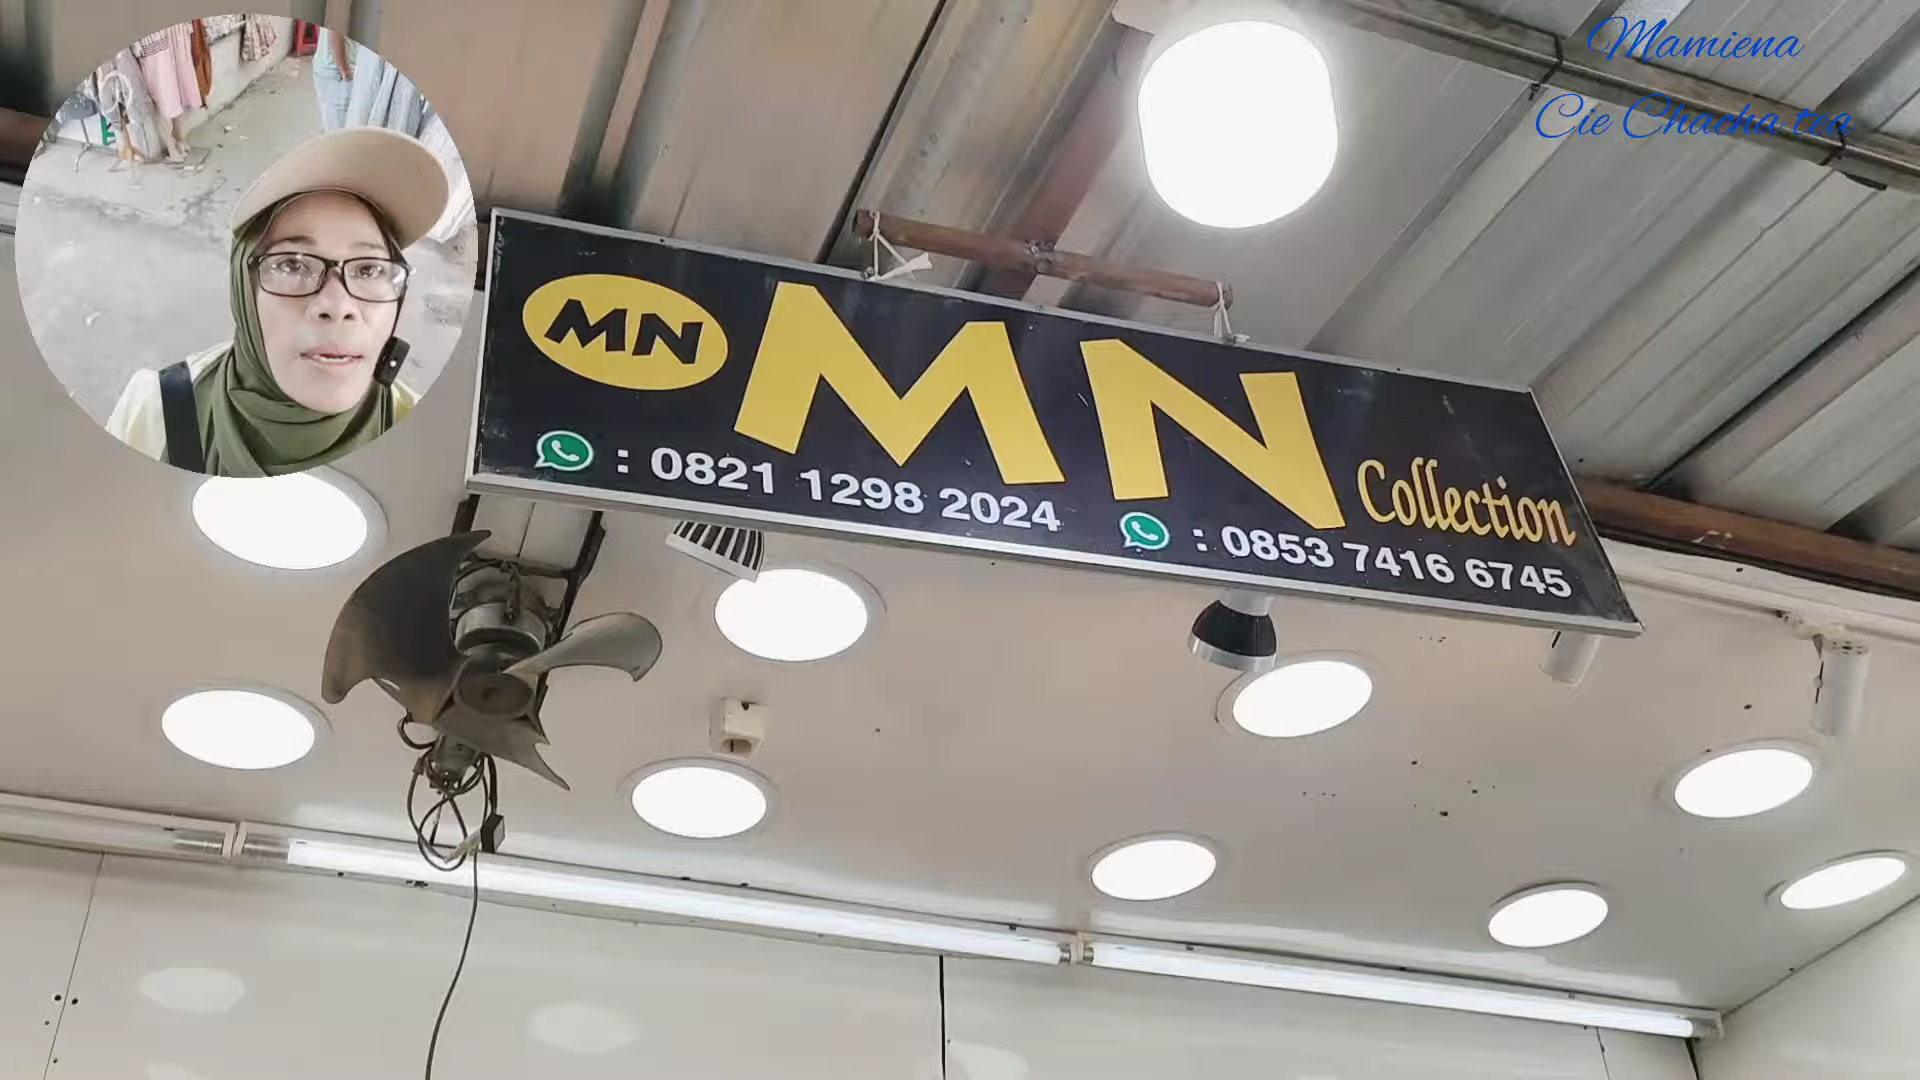 Mamiena
Cie Chacha tea
MN
MN Collection
: 0821 1298 2024
: 0853 7416 6745